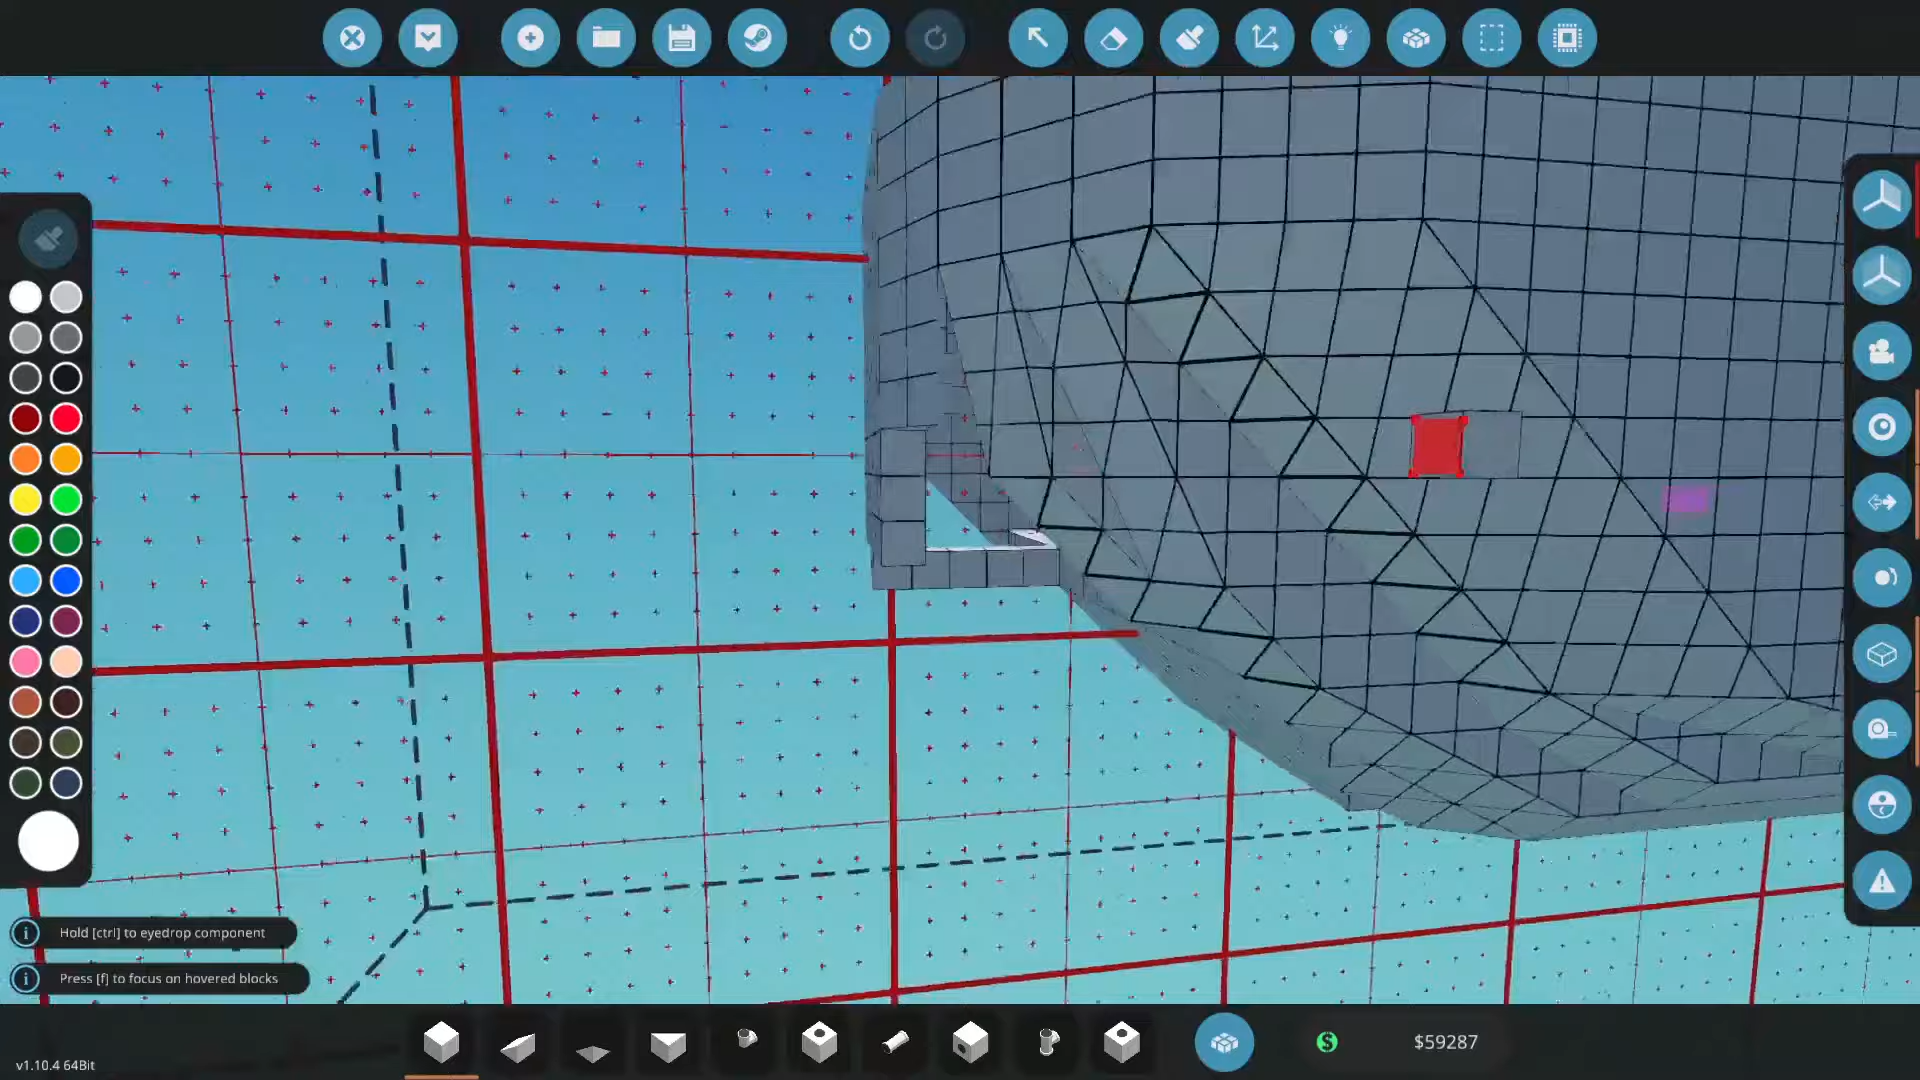 Hold [ctrl] to eyedrop component
Press [f] to focus on hovered blocks
$59287
v1.10.4 64Bit